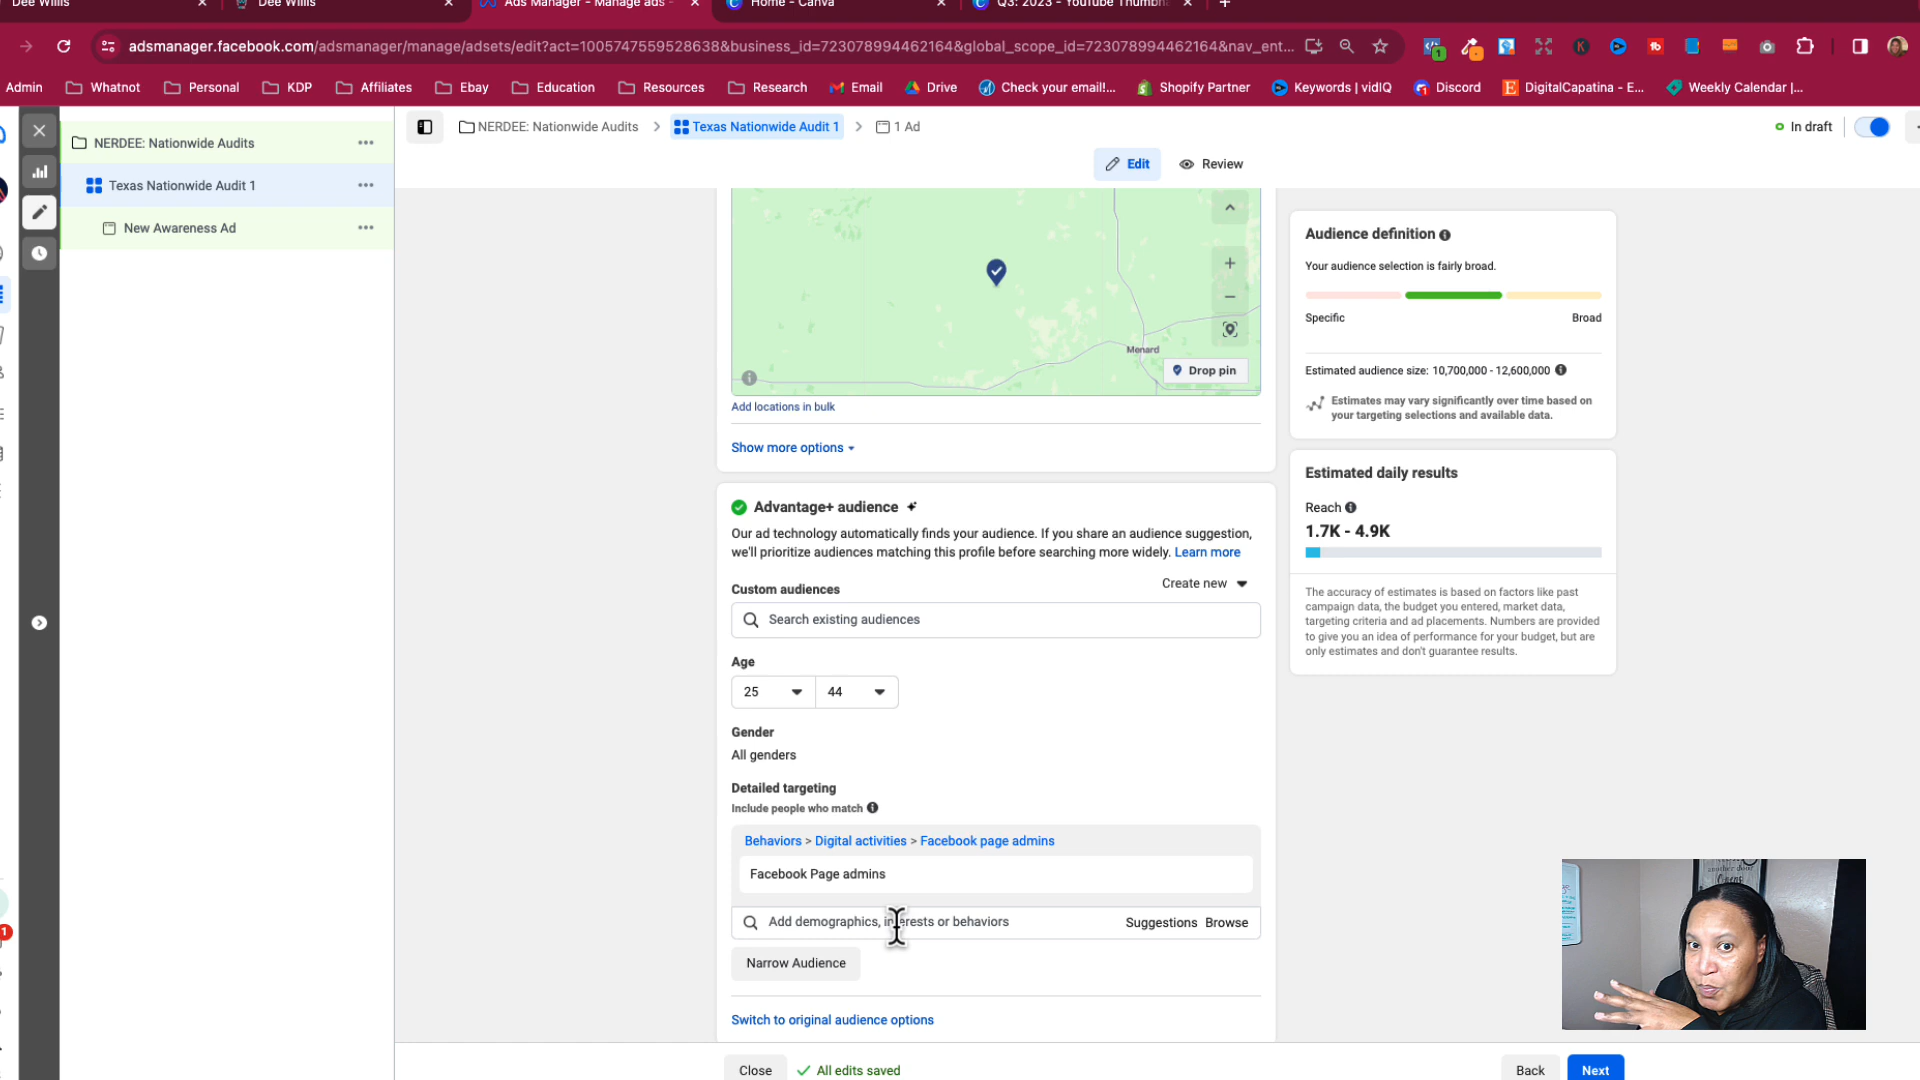 Dee Willis
Dee Willis
Ads Manager - Manage ads -
Home - Canva
Q3: 2023 - YouTube Thumbn
adsmanager.facebook.com/adsmanager/manage/adsets/edit?act=1005747559528638&business_id=723078994462164&global_scope_id=723078994462164&nav_ent...
Admin
Whatnot
Personal
KDP
Affiliates
Ebay
Education
Resources
Research
Email
Drive
Check your email!...
Shopify Partner
Keywords | vidIQ
Discord
DigitalCapatina - E...
Weekly Calendar |...
NERDEE: Nationwide Audits
Texas Nationwide Audit 1
New Awareness Ad
NERDEE: Nationwide Audits
Texas Nationwide Audit 1
1 Ad
In draft
Edit
Review
Menard
Drop pin
Add locations in bulk
Show more options
Advantage+ audience
Our ad technology automatically finds your audience. If you share an audience suggestion,
we'll prioritize audiences matching this profile before searching more widely. Learn more
Custom audiences
Create new
Search existing audiences
Age
25
44
Gender
All genders
Detailed targeting
Include people who match
Behaviors > Digital activities > Facebook page admins
Facebook Page admins
Add demographics, interests or behaviors
Suggestions
Browse
Narrow Audience
Switch to original audience options
Close
All edits saved
Back
Next
Audience definition
Your audience selection is fairly broad.
Specific
Broad
Estimated audience size: 10,700,000 - 12,600,000
Estimates may vary significantly over time based on
your targeting selections and available data.
Estimated daily results
Reach
1.7K - 4.9K
The accuracy of estimates is based on factors like past
campaign data, the budget you entered, market data,
targeting criteria and ad placements. Numbers are provided
to give you an idea of performance for your budget, but are
only estimates and don't guarantee results.
1
1